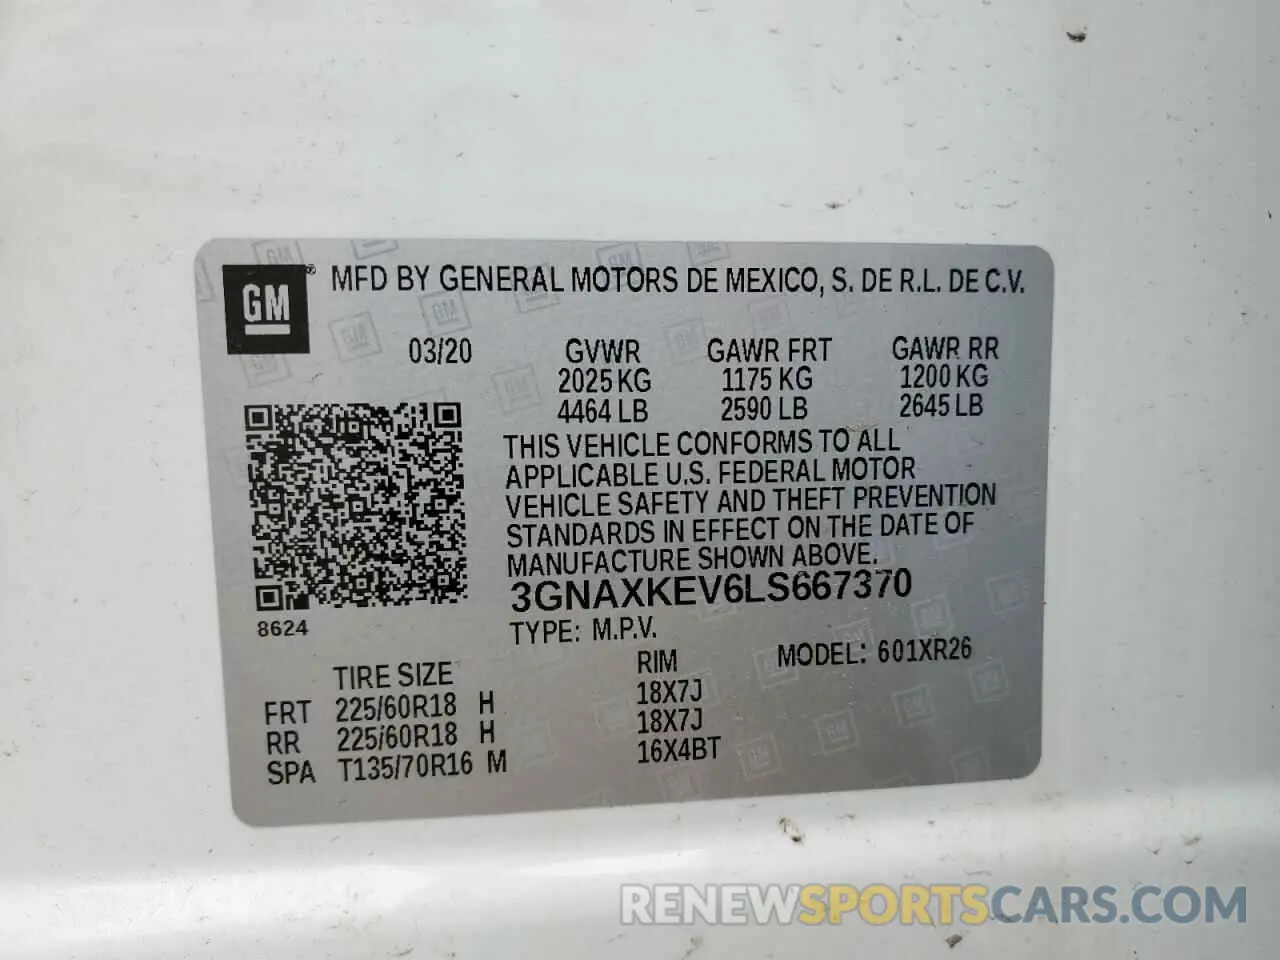 GM® MFD BY GENERAL MOTORS DE MEXICO, S. DE R.L. DE C.V.
03/20 GVWR GAWR FRT GAWR RR
2025 KG 1175 KG 1200 KG
4464 LB 2590 LB 2645 LB
THIS VEHICLE CONFORMS TO ALL
APPLICABLE U.S. FEDERAL MOTOR
VEHICLE SAFETY AND THEFT PREVENTION
STANDARDS IN EFFECT ON THE DATE OF
MANUFACTURE SHOWN ABOVE.
3GNAXKEV6LS667370
8624
TYPE: M.P.V.
MODEL: 601XR26
TIRE SIZE RIM
FRT 225/60R18 H 18X7J
RR 225/60R18 H 18X7J
SPA T135/70R16 M 16X4BT
RENEWSPORTSCARS.COM